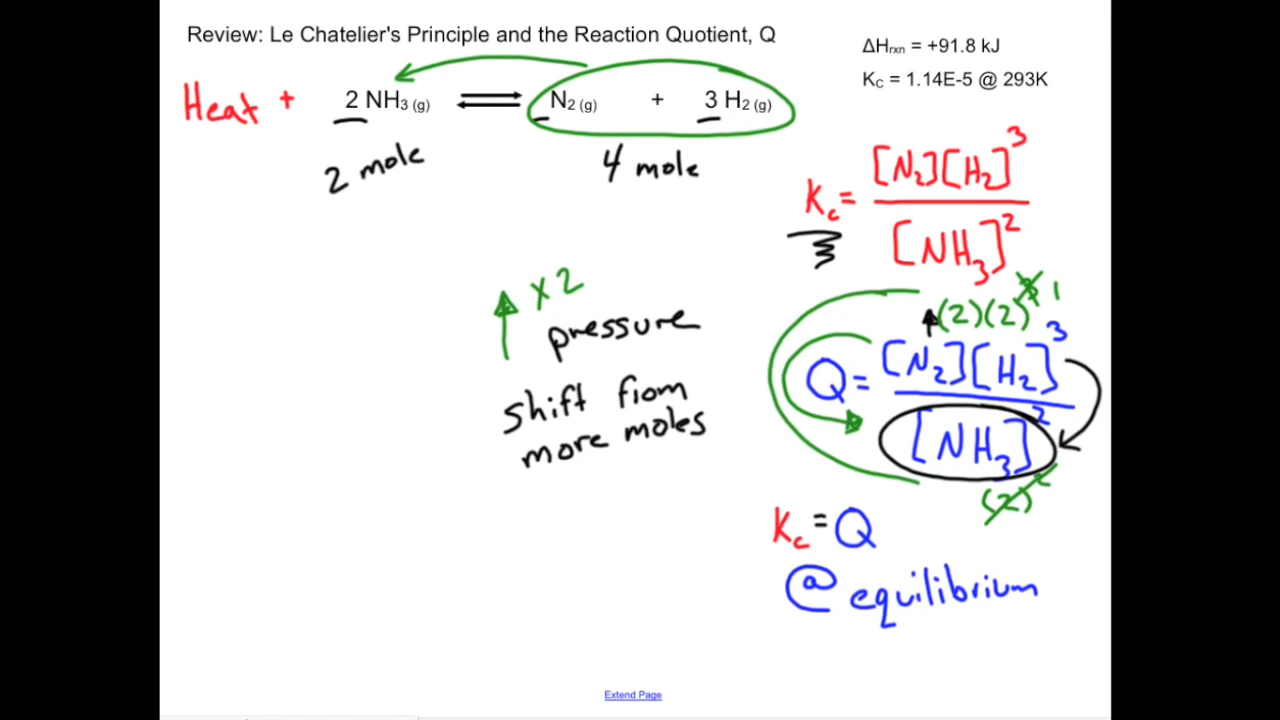 Review: Le Chatelier's Principle and the Reaction Quotient, Q
ΔHrxn = +91.8 kJ
Kc = 1.14E-5 @ 293K
Heat + 2 NH3 (g) ⇌ N2 (g) + 3 H2 (g)
2 mole
4 mole
Kc = [N2][H2]^3
[NH3]^2
↑ x 2
pressure
shift from
more moles
↑(2)(2)^3 1
Q = [N2][H2]^3
[NH3]^2
(2)^2
Kc = Q
@ equilibrium
Extend Page